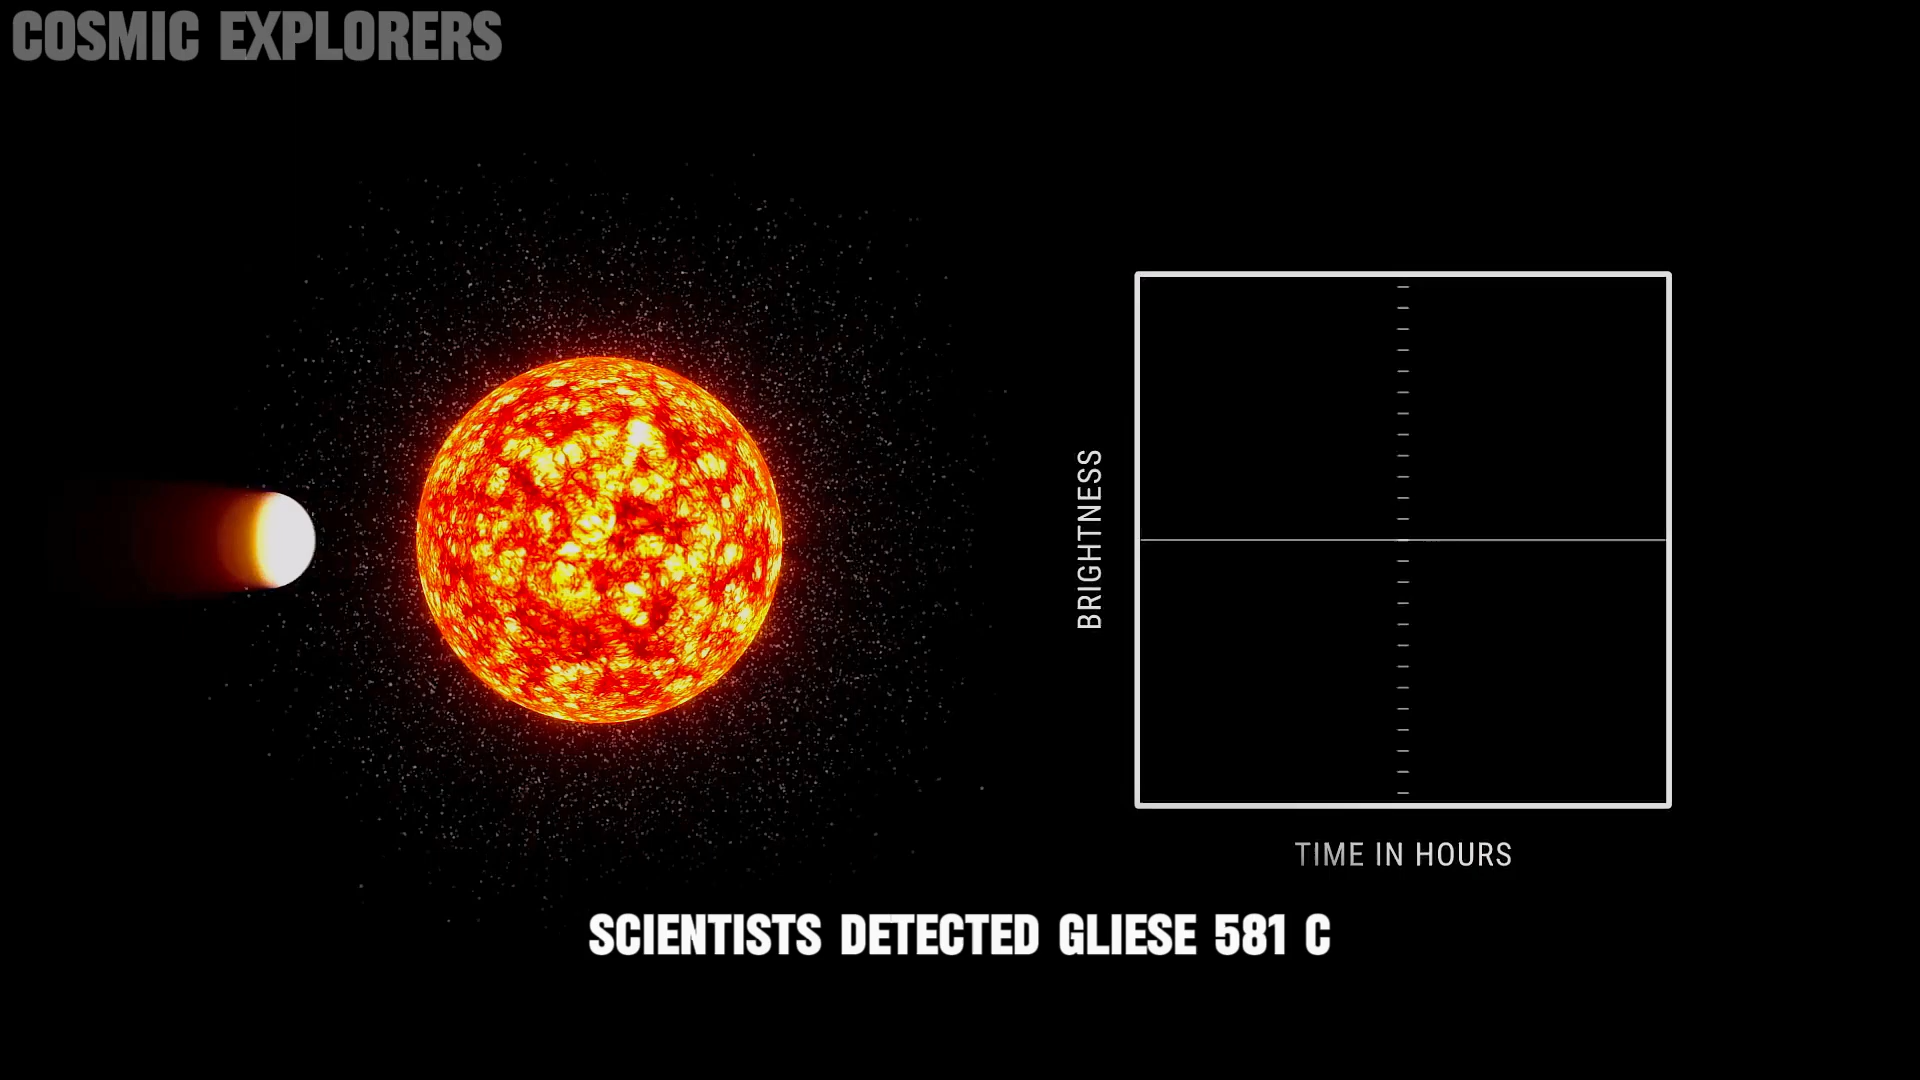 COSMIC EXPLORERS
BRIGHTNESS
TIME IN HOURS
SCIENTISTS DETECTED GLIESE 581 C